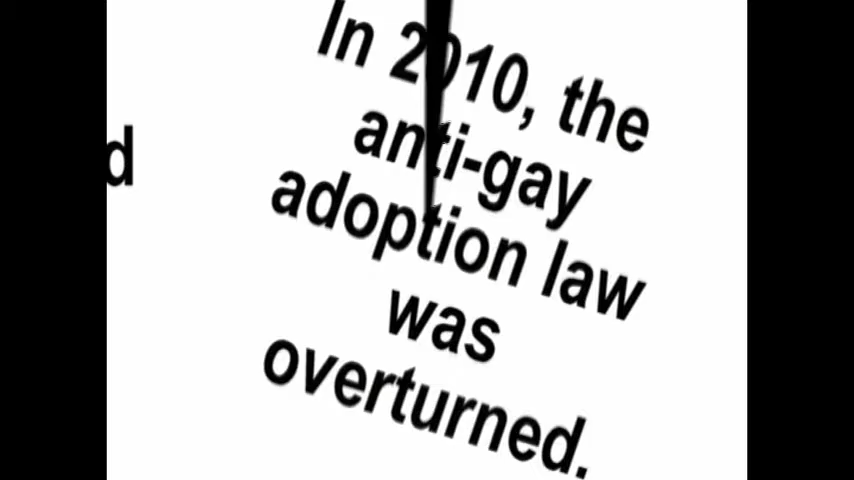 In 2010, the
anti-gay
adoption law
was
overturned.
d